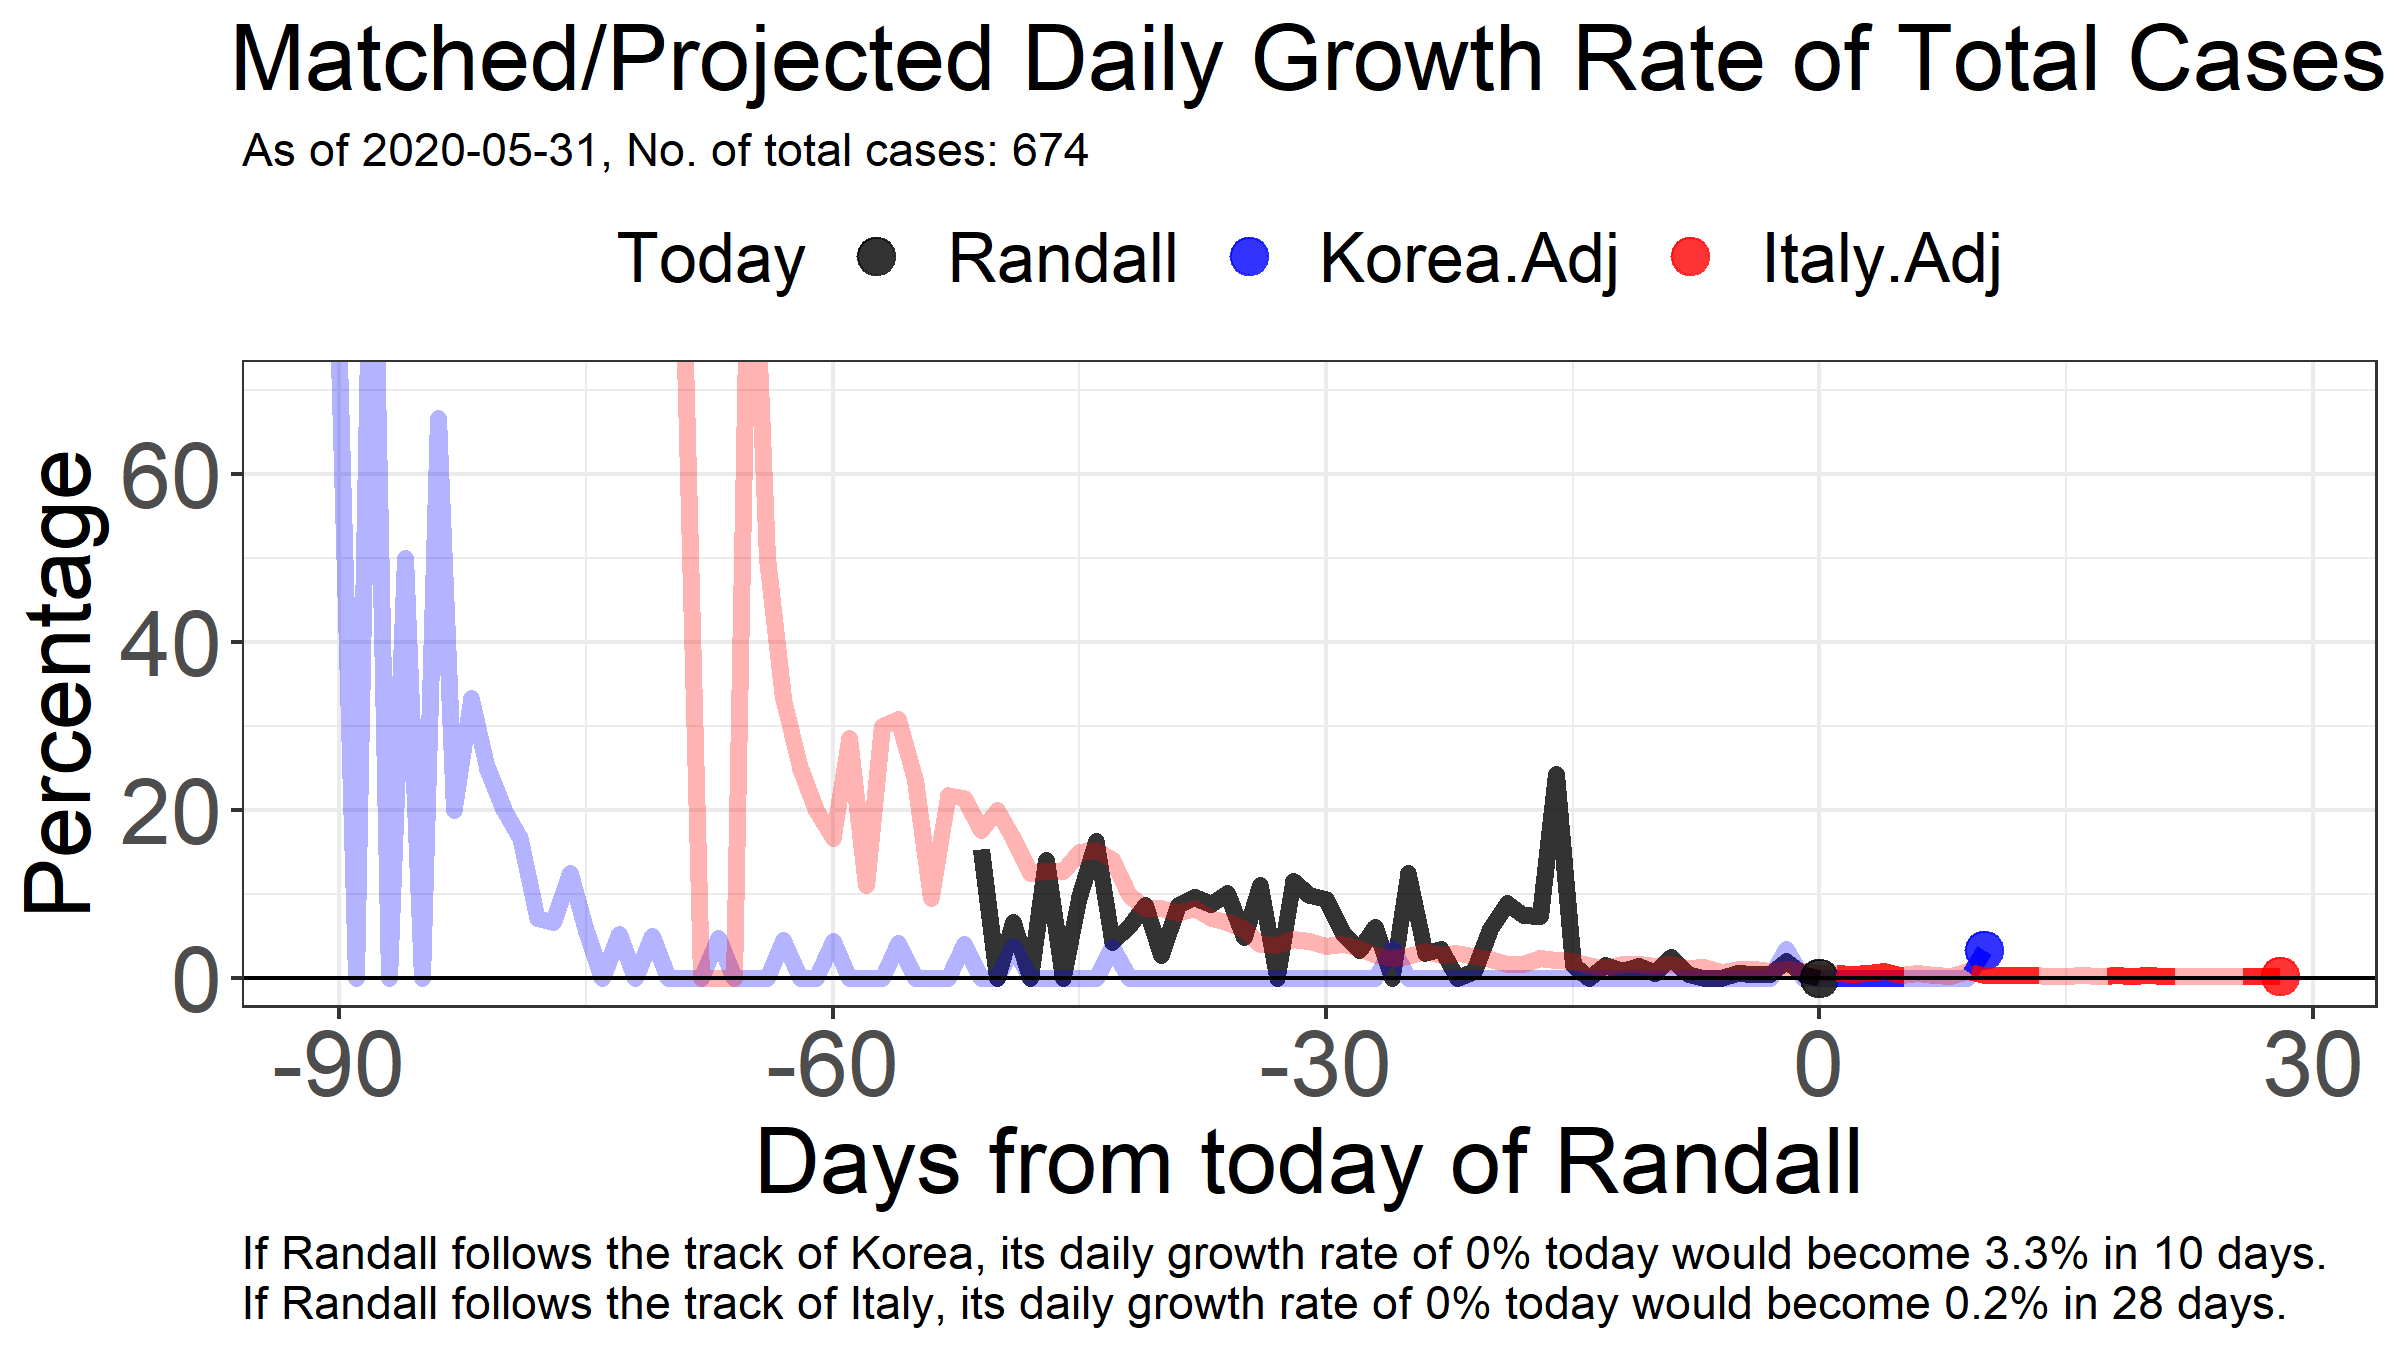 Matched/Projected Daily Growth Rate of Total Cases
As of 2020-05-31, No. of total cases: 674
Today Randall Korea.Adj Italy.Adj
Percentage
60
40
20
0
-90 -60 -30 0 30
Days from today of Randall
If Randall follows the track of Korea, its daily growth rate of 0% today would become 3.3% in 10 days.
If Randall follows the track of Italy, its daily growth rate of 0% today would become 0.2% in 28 days.